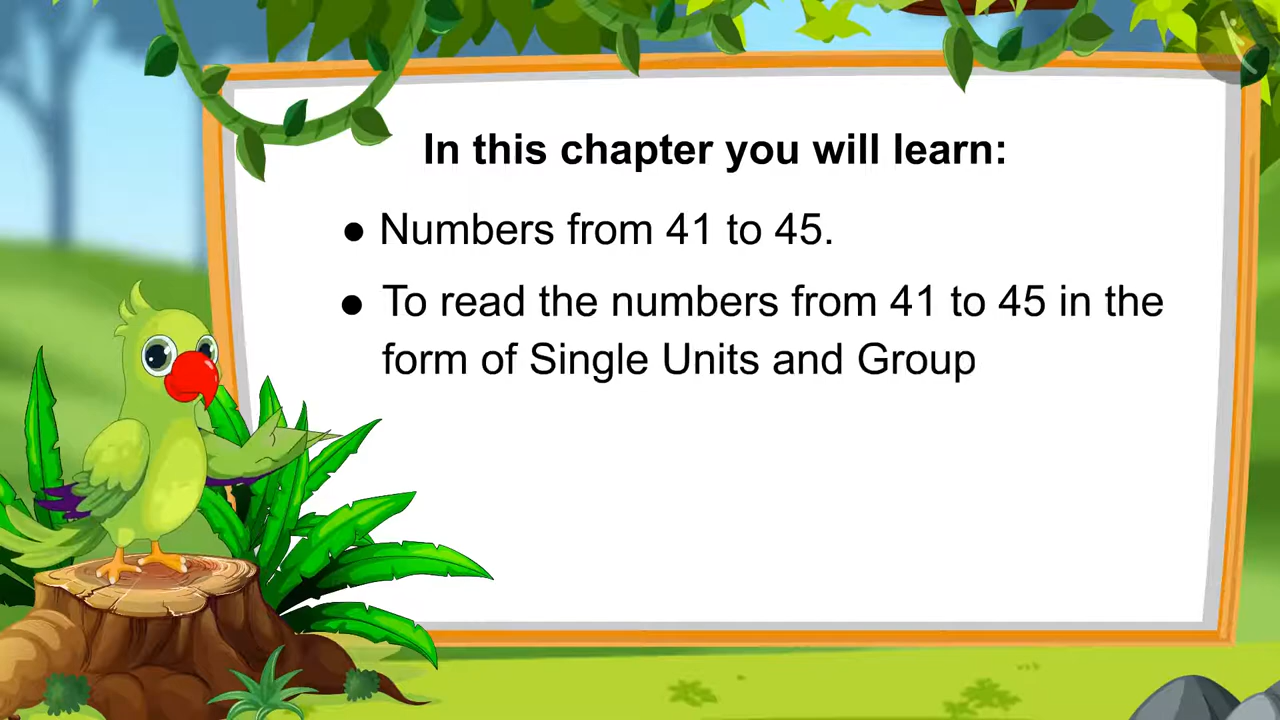 In this chapter you will learn:
● Numbers from 41 to 45.
● To read the numbers from 41 to 45 in the
form of Single Units and Group